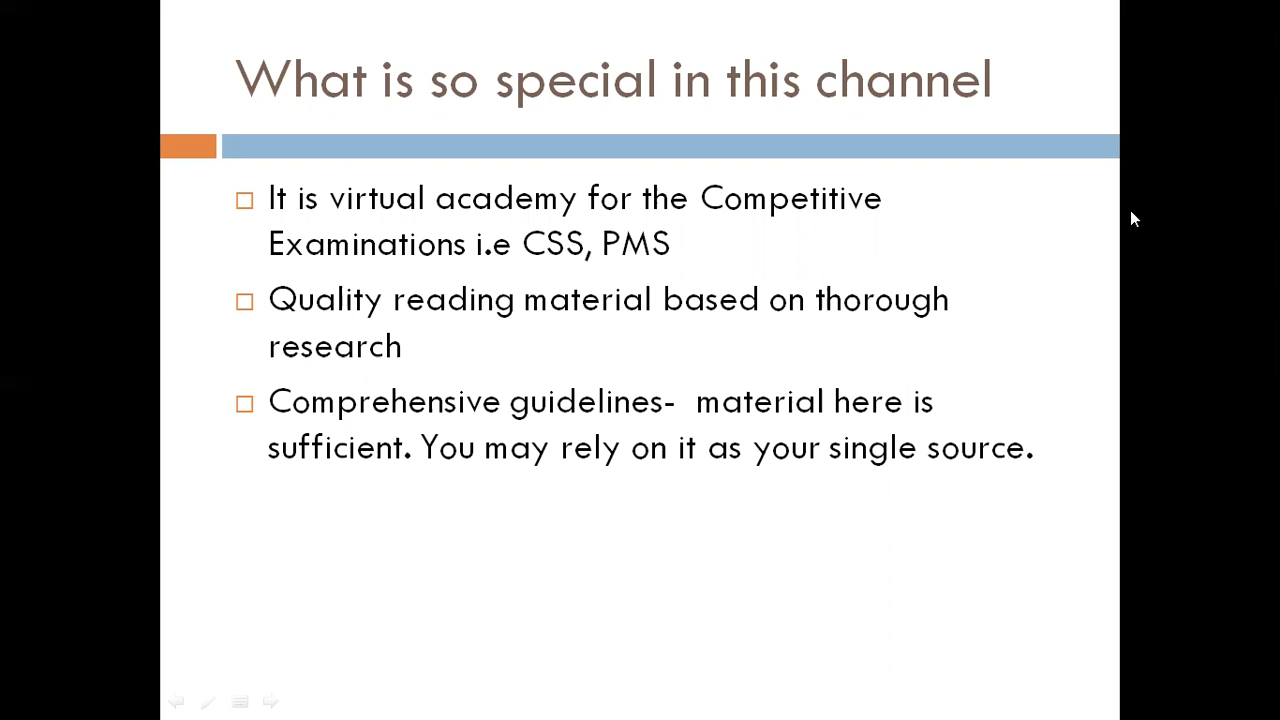 What is so special in this channel
It is virtual academy for the Competitive
Examinations i.e CSS, PMS
Quality reading material based on thorough
research
Comprehensive guidelines-  material here is
sufficient. You may rely on it as your single source.